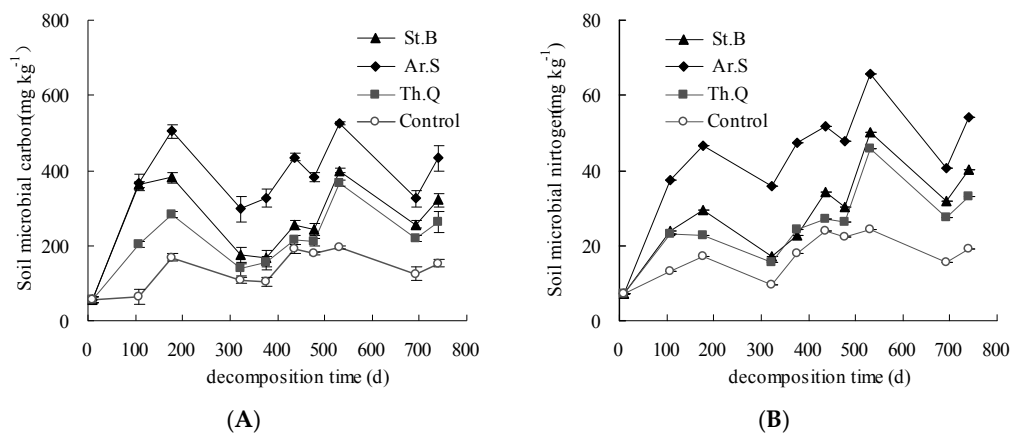 800
600
400
200
0
Soil microbial carbon(mg kg-1)
St.B
Ar.S
Th.Q
Control
0 100 200 300 400 500 600 700 800
decomposition time (d)
(A)
80
60
40
20
0
Soil microbial nirtogen(mg kg-1)
St.B
Ar.S
Th.Q
Control
0 100 200 300 400 500 600 700 800
decomposition time (d)
(B)